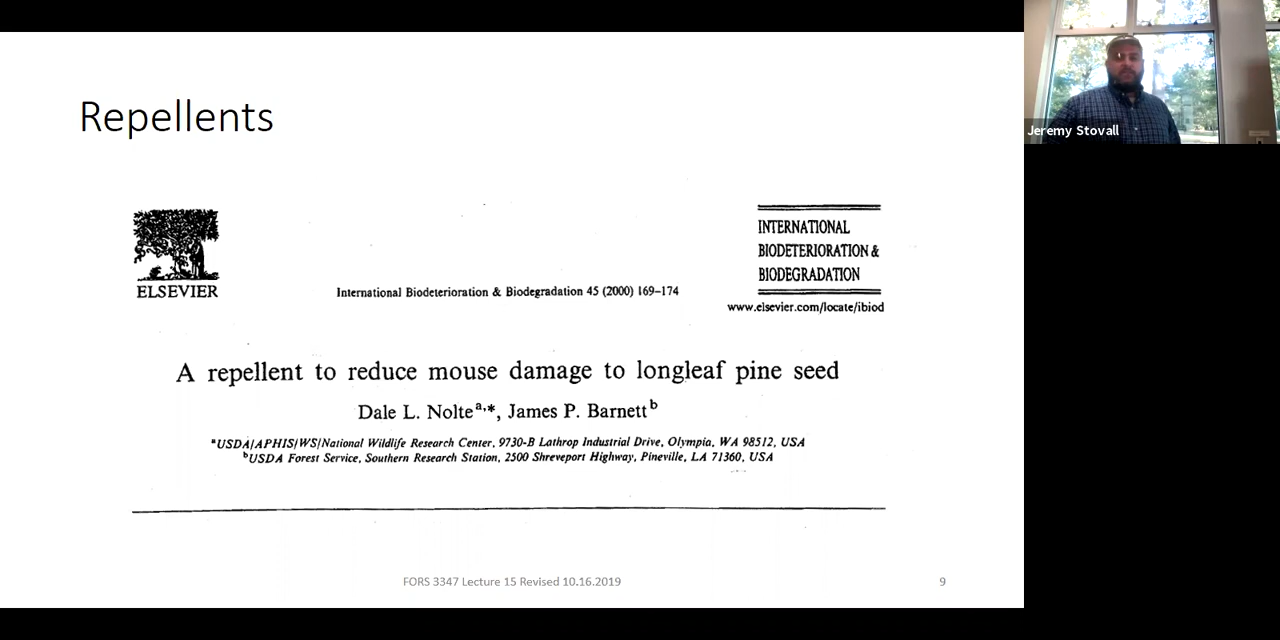 Repellents
ELSEVIER
International Biodeterioration & Biodegradation 45 (2000) 169–174
INTERNATIONAL
BIODETERIORATION &
BIODEGRADATION
www.elsevier.com/locate/ibiod
A repellent to reduce mouse damage to longleaf pine seed
Dale L. Nolte a,*, James P. Barnett b
a USDA/APHIS/WS/National Wildlife Research Center, 9730-B Lathrop Industrial Drive, Olympia, WA 98512, USA
b USDA Forest Service, Southern Research Station, 2500 Shreveport Highway, Pineville, LA 71360, USA
FORS 3347 Lecture 15 Revised 10.16.2019
9
Jeremy Stovall